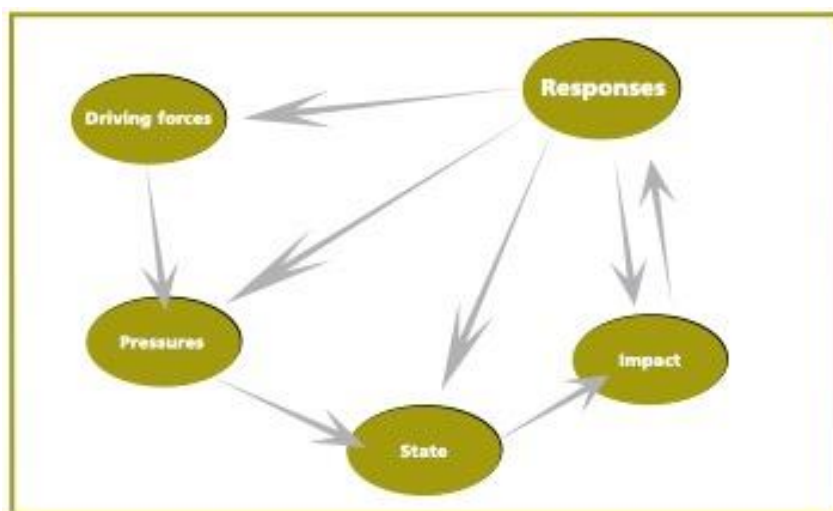 Responses
Driving forces
Pressures
Impact
State